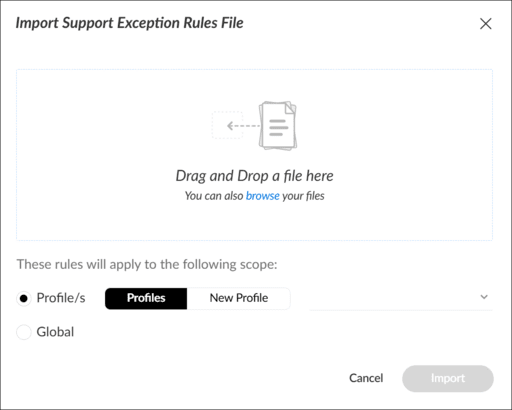 Import Support Exception Rules File
Drag and Drop a file here
You can also browse your files
These rules will apply to the following scope:
Profile/s Profiles New Profile
Global
Cancel Import